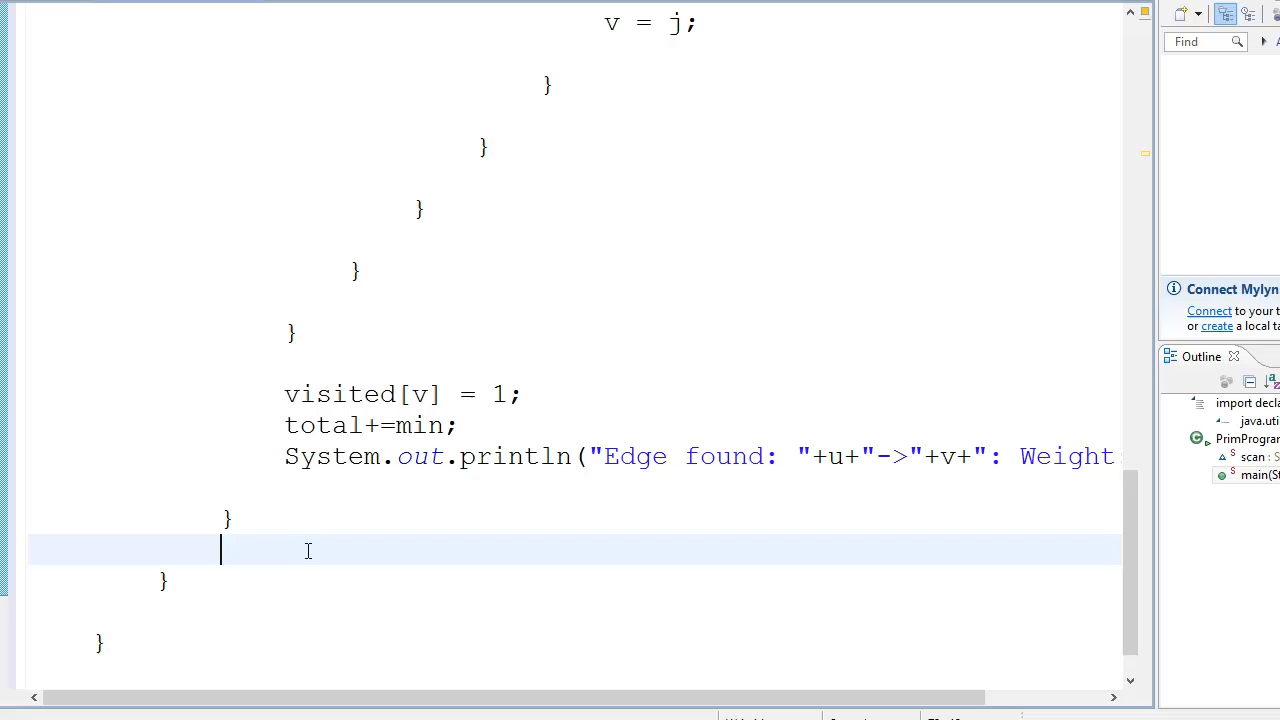 v = j;
}
}
}
}
}
visited[v] = 1;
total+=min;
System.out.println("Edge found: "+u+"->"+v+": Weight
}
}
}
Find
Connect Mylyn
Connect to your t
or create a local ta
Outline
import decla
java.uti
PrimProgram
scan : S
main(St